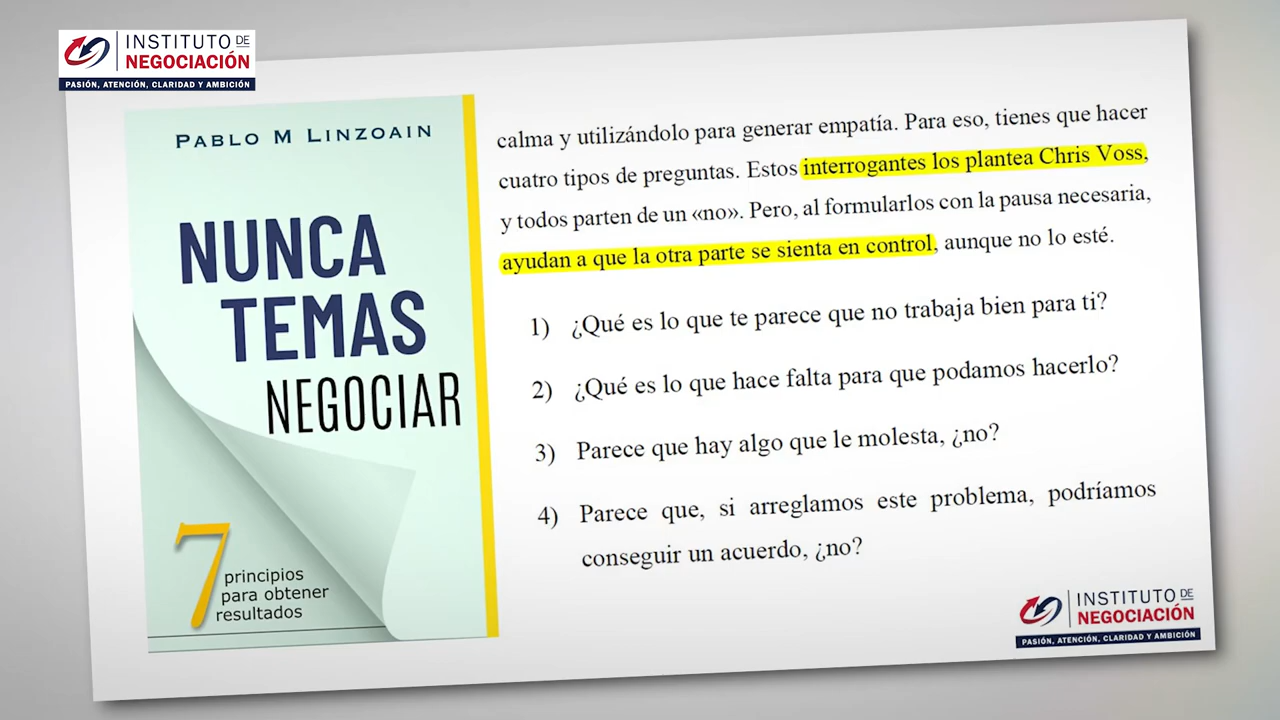 INSTITUTO DE
NEGOCIACIÓN
PASIÓN, ATENCIÓN, CLARIDAD Y AMBICIÓN
PABLO M LINZOAIN
NUNCA
TEMAS
NEGOCIAR
7
principios
para obtener
resultados
calma y utilizándolo para generar empatía. Para eso, tienes que hacer
cuatro tipos de preguntas. Estos interrogantes los plantea Chris Voss,
y todos parten de un «no». Pero, al formularlos con la pausa necesaria,
ayudan a que la otra parte se sienta en control, aunque no lo esté.
1) ¿Qué es lo que te parece que no trabaja bien para ti?
2) ¿Qué es lo que hace falta para que podamos hacerlo?
3) Parece que hay algo que le molesta, ¿no?
4) Parece que, si arreglamos este problema, podríamos
conseguir un acuerdo, ¿no?
INSTITUTO DE
NEGOCIACIÓN
PASIÓN, ATENCIÓN, CLARIDAD Y AMBICIÓN